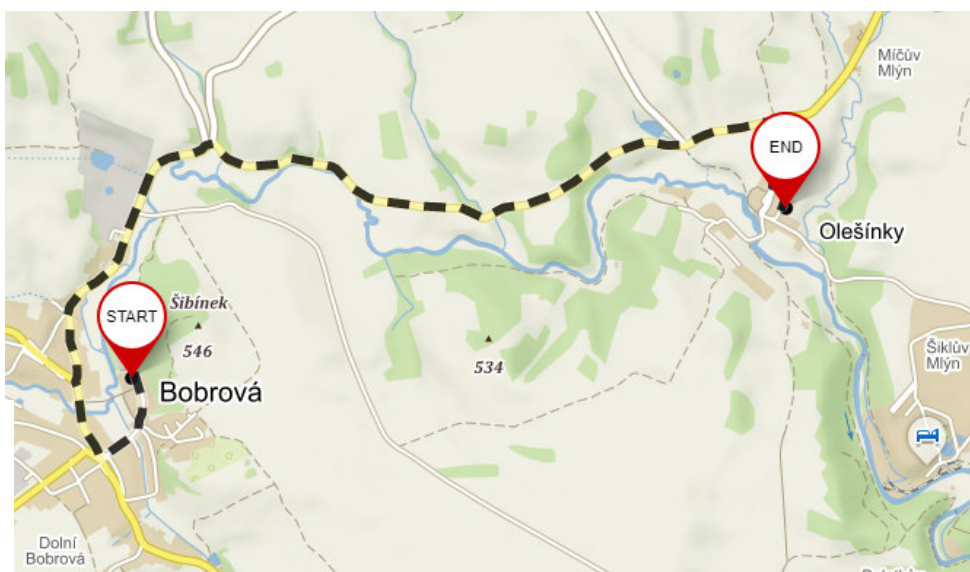 Míčův
Mlýn
END
Olešínky
Šibínek
START
546
534
Šiklův
Mlýn
Bobrová
Dolní
Bobrová